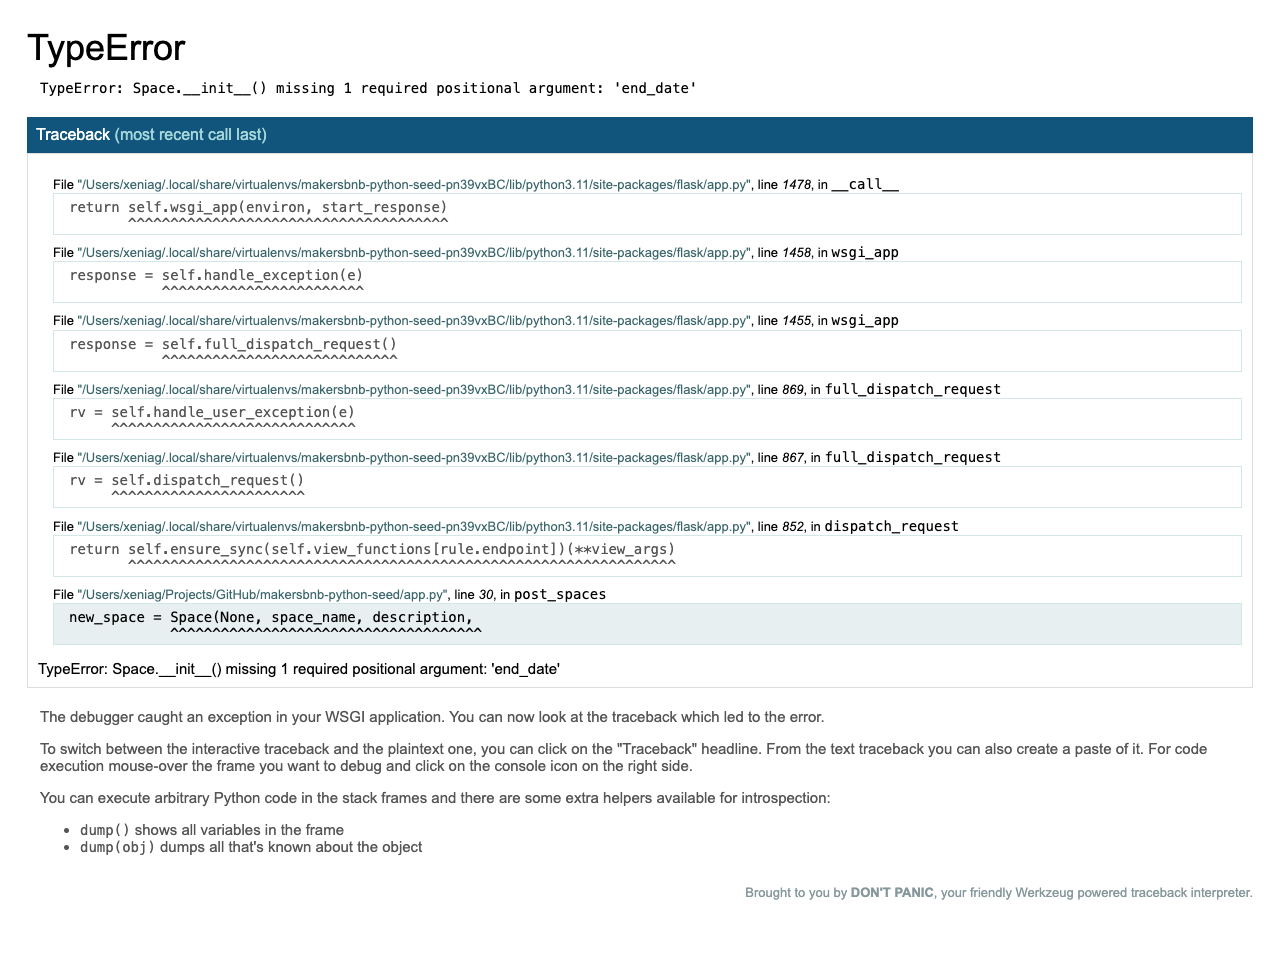 TypeError
TypeError: Space.__init__() missing 1 required positional argument: 'end_date'
Traceback (most recent call last)
File "/Users/xeniag/.local/share/virtualenvs/makersbnb-python-seed-pn39vxBC/lib/python3.11/site-packages/flask/app.py", line 1478, in __call__
return self.wsgi_app(environ, start_response)
^^^^^^^^^^^^^^^^^^^^^^^^^^^^^^^^^^^^^^
File "/Users/xeniag/.local/share/virtualenvs/makersbnb-python-seed-pn39vxBC/lib/python3.11/site-packages/flask/app.py", line 1458, in wsgi_app
response = self.handle_exception(e)
^^^^^^^^^^^^^^^^^^^^^^^^
File "/Users/xeniag/.local/share/virtualenvs/makersbnb-python-seed-pn39vxBC/lib/python3.11/site-packages/flask/app.py", line 1455, in wsgi_app
response = self.full_dispatch_request()
^^^^^^^^^^^^^^^^^^^^^^^^^^^^
File "/Users/xeniag/.local/share/virtualenvs/makersbnb-python-seed-pn39vxBC/lib/python3.11/site-packages/flask/app.py", line 869, in full_dispatch_request
rv = self.handle_user_exception(e)
^^^^^^^^^^^^^^^^^^^^^^^^^^^^^
File "/Users/xeniag/.local/share/virtualenvs/makersbnb-python-seed-pn39vxBC/lib/python3.11/site-packages/flask/app.py", line 867, in full_dispatch_request
rv = self.dispatch_request()
^^^^^^^^^^^^^^^^^^^^^^^
File "/Users/xeniag/.local/share/virtualenvs/makersbnb-python-seed-pn39vxBC/lib/python3.11/site-packages/flask/app.py", line 852, in dispatch_request
return self.ensure_sync(self.view_functions[rule.endpoint])(**view_args)
^^^^^^^^^^^^^^^^^^^^^^^^^^^^^^^^^^^^^^^^^^^^^^^^^^^^^^^^^^^^^^^^^
File "/Users/xeniag/Projects/GitHub/makersbnb-python-seed/app.py", line 30, in post_spaces
new_space = Space(None, space_name, description,
^^^^^^^^^^^^^^^^^^^^^^^^^^^^^^^^^^^^^
TypeError: Space.__init__() missing 1 required positional argument: 'end_date'
The debugger caught an exception in your WSGI application. You can now look at the traceback which led to the error.
To switch between the interactive traceback and the plaintext one, you can click on the "Traceback" headline. From the text traceback you can also create a paste of it. For code
execution mouse-over the frame you want to debug and click on the console icon on the right side.
You can execute arbitrary Python code in the stack frames and there are some extra helpers available for introspection:
• dump() shows all variables in the frame
• dump(obj) dumps all that's known about the object
Brought to you by DON'T PANIC, your friendly Werkzeug powered traceback interpreter.